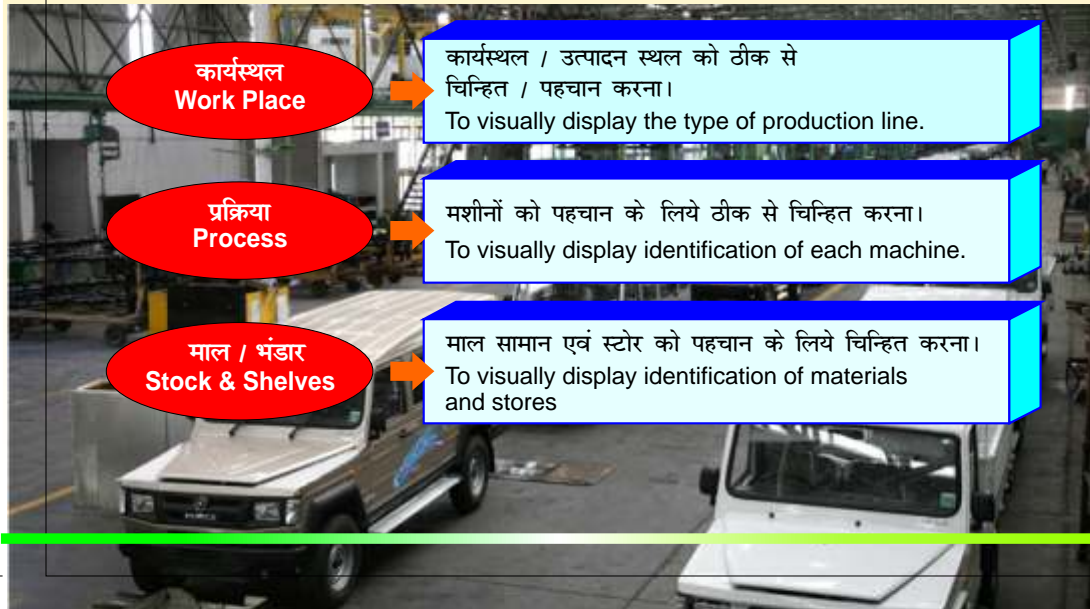 कार्यस्थल
Work Place
कार्यस्थल / उत्पादन स्थल को ठीक से
चिन्हित / पहचान करना।
To visually display the type of production line.
प्रक्रिया
Process
मशीनों को पहचान के लिये ठीक से चिन्हित करना।
To visually display identification of each machine.
माल / भंडार
Stock & Shelves
माल सामान एवं स्टोर को पहचान के लिये चिन्हित करना।
To visually display identification of materials
and stores